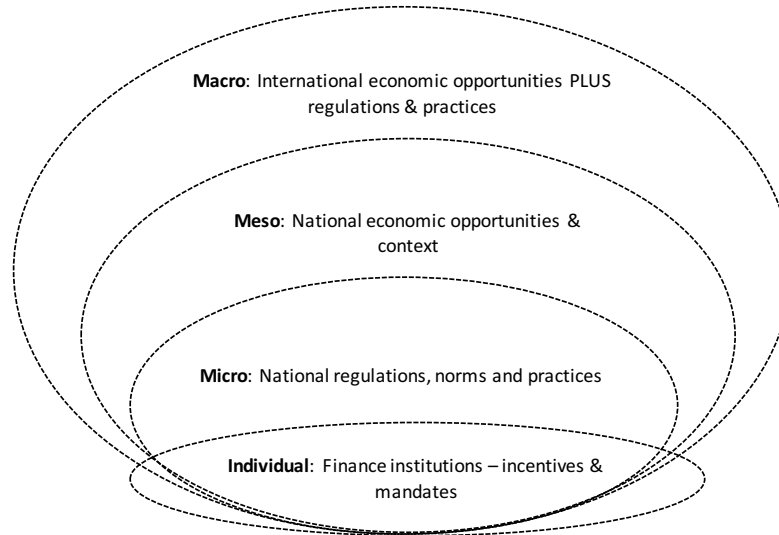 Macro: International economic opportunities PLUS
regulations & practices
Meso: National economic opportunities &
context
Micro: National regulations, norms and practices
Individual: Finance institutions – incentives &
mandates